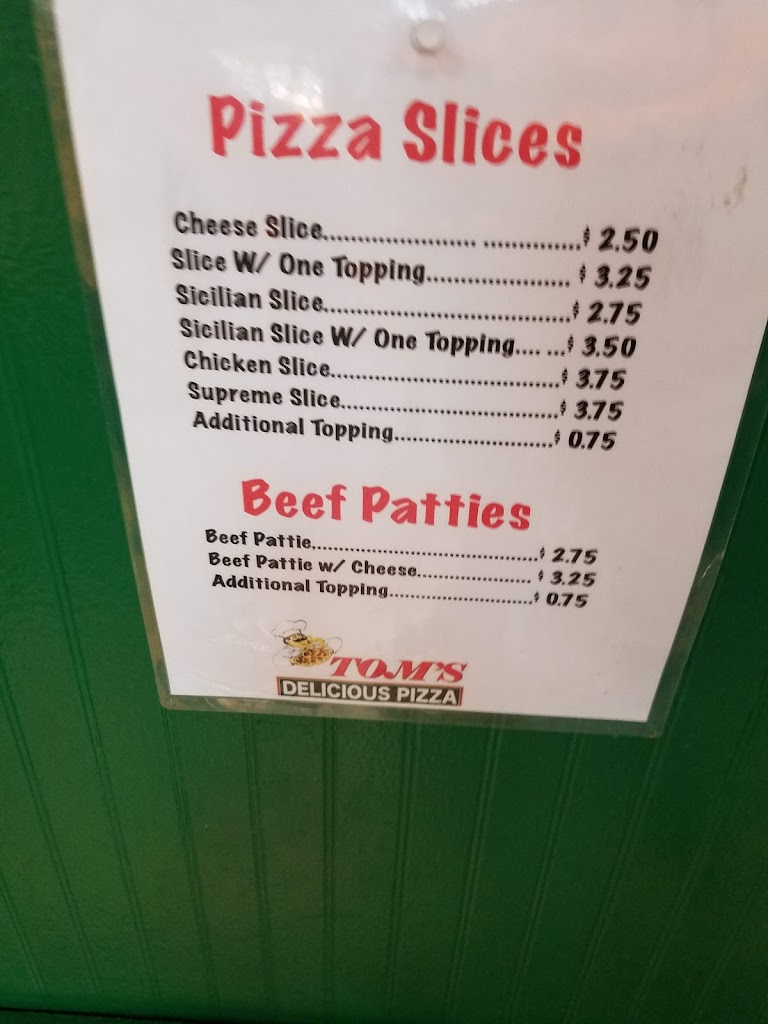 Pizza Slices
Cheese Slice..................... ..............$ 2.50
Slice W/ One Topping..................... $ 3.25
Sicilian Slice....................................$ 2.75
Sicilian Slice W/ One Topping.... ...$ 3.50
Chicken Slice..................................$ 3.75
Supreme Slice................................$ 3.75
Additional Topping........................$ 0.75
Beef Patties
Beef Pattie.......................................$ 2.75
Beef Pattie w/ Cheese.................... $ 3.25
Additional Topping.........................$ 0.75
TOM'S
DELICIOUS PIZZA